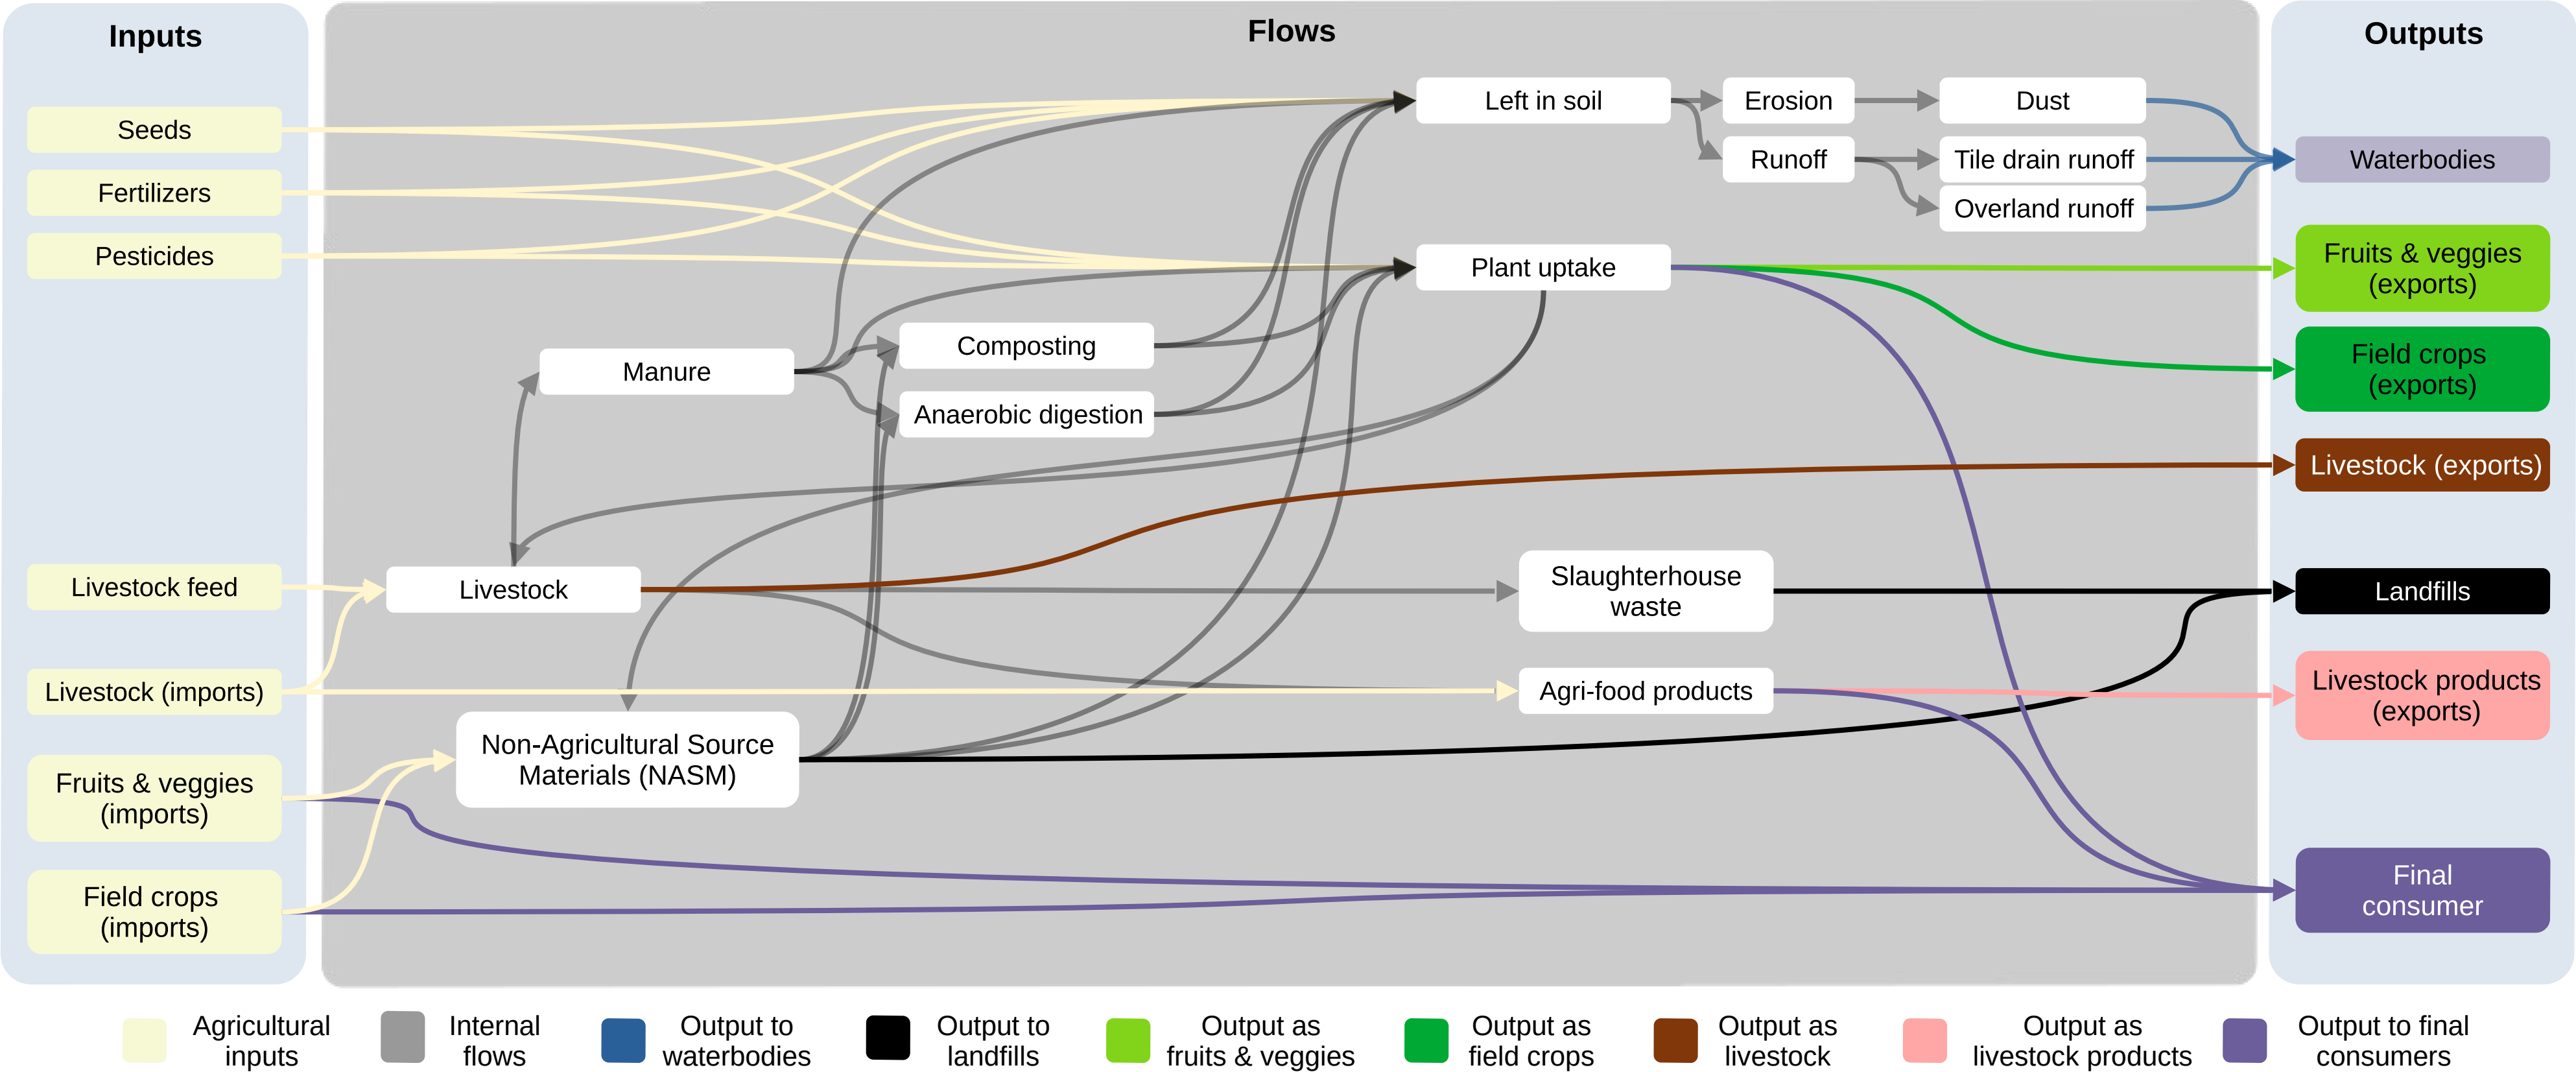 Inputs
Flows
Outputs
Seeds
Fertilizers
Pesticides
Livestock feed
Livestock (imports)
Fruits & veggies
(imports)
Field crops
(imports)
Left in soil
Erosion
Dust
Runoff
Tile drain runoff
Overland runoff
Plant uptake
Composting
Manure
Anaerobic digestion
Livestock
Slaughterhouse
waste
Agri-food products
Non-Agricultural Source
Materials (NASM)
Waterbodies
Fruits & veggies
(exports)
Field crops
(exports)
Livestock (exports)
Landfills
Livestock products
(exports)
Final
consumer
Agricultural
inputs
Internal
flows
Output to
waterbodies
Output to
landfills
Output as
fruits & veggies
Output as
field crops
Output as
livestock
Output as
livestock products
Output to final
consumers